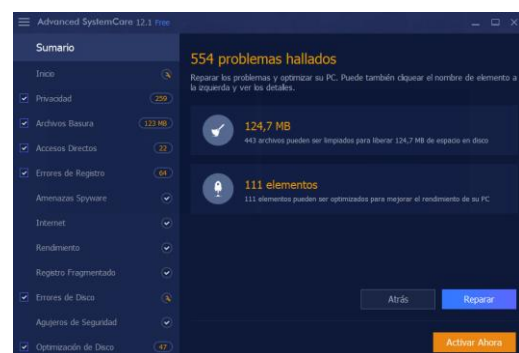 Advanced SystemCare 12.1 Free
Sumario
Inicio
Privacidad 259
Archivos Basura 123 MB
Accesos Directos 22
Errores de Registro 64
Amenazas Spyware
Internet
Rendimiento
Registro Fragmentado
Errores de Disco
Agujeros de Seguridad
Optimización de Disco 47
554 problemas hallados
Reparar los problemas y optimizar su PC. Puede también cliquear el nombre de elemento a
la izquierda y ver los detalles.
124,7 MB
443 archivos pueden ser limpiados para liberar 124,7 MB de espacio en disco
111 elementos
111 elementos pueden ser optimizados para mejorar el rendimiento de su PC
Atrás
Reparar
Activar Ahora